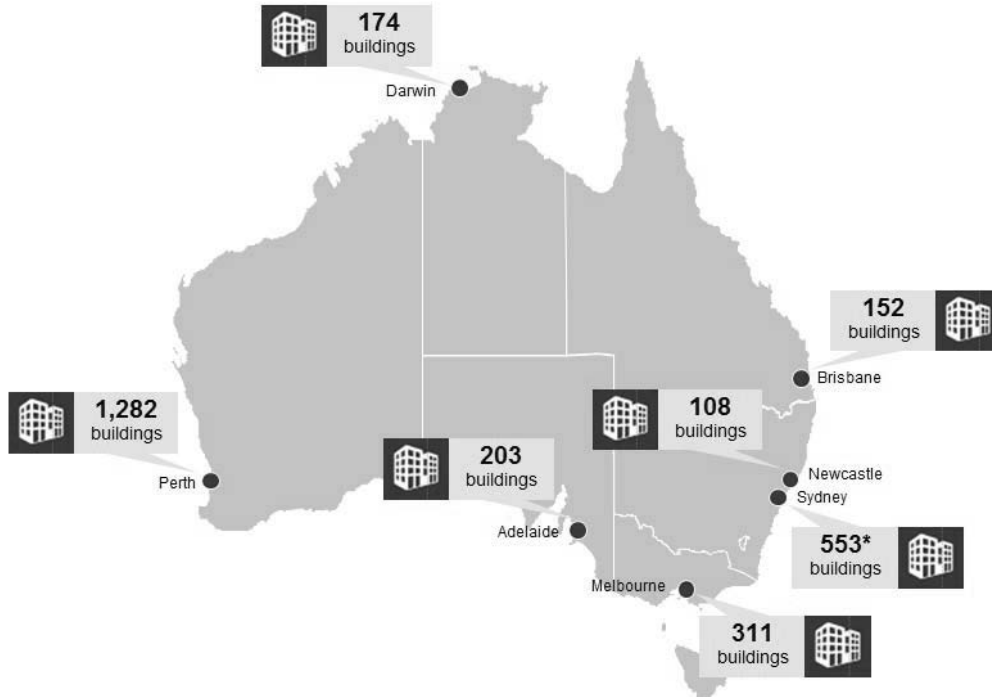 174
buildings
Darwin
152
buildings
Brisbane
1,282
buildings
Perth
108
buildings
Newcastle
203
buildings
Sydney
Adelaide
553*
buildings
Melbourne
311
buildings